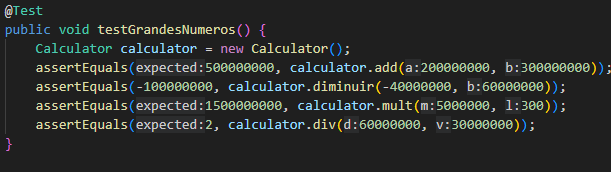 @Test
public void testGrandesNumeros() {
Calculator calculator = new Calculator();
assertEquals(expected:500000000, calculator.add(a:200000000, b:300000000));
assertEquals(-100000000, calculator.diminuir(-40000000, b:60000000));
assertEquals(expected:1500000000, calculator.mult(m:5000000, l:300));
assertEquals(expected:2, calculator.div(d:60000000, v:30000000));
}